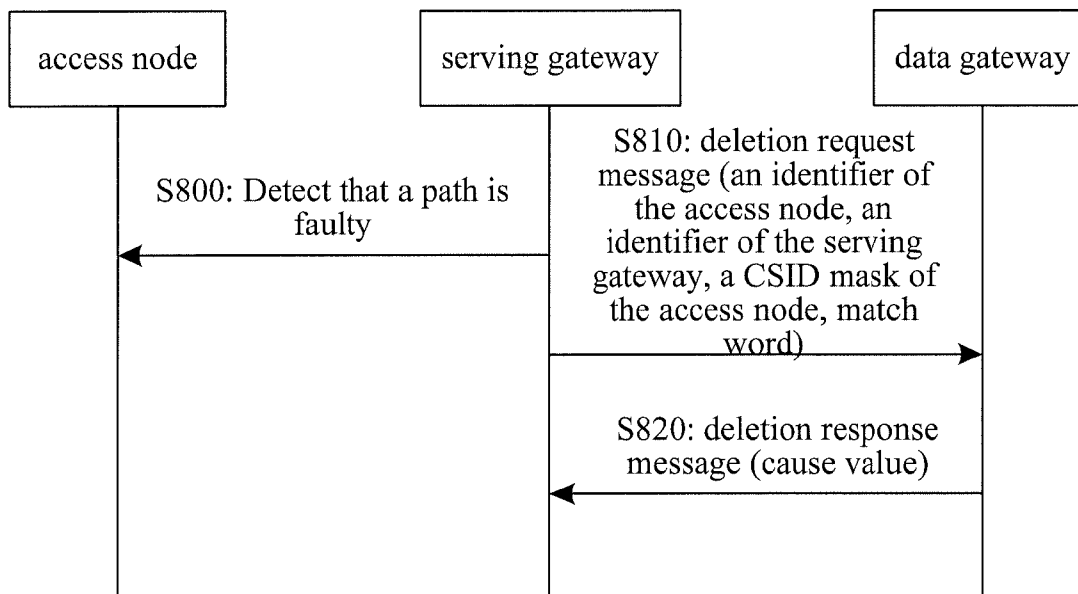 access node
serving gateway
data gateway
S800: Detect that a path is
faulty
S810: deletion request
message (an identifier of
the access node, an
identifier of the serving
gateway, a CSID mask of
the access node, match
word)
S820: deletion response
message (cause value)